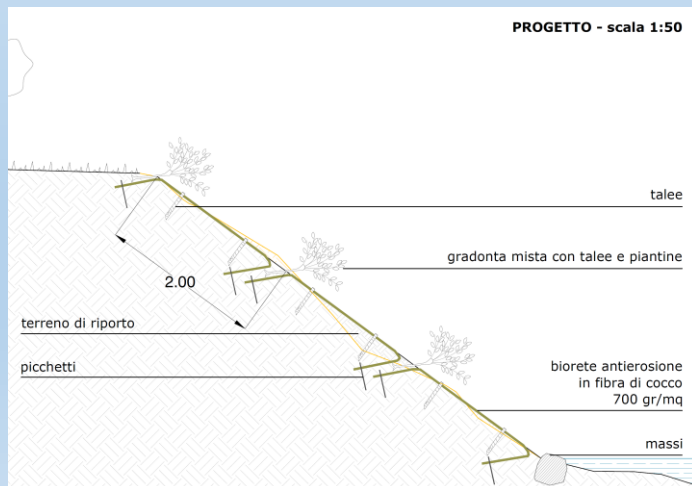 PROGETTO - scala 1:50
talee
gradonta mista con talee e piantine
2.00
terreno di riporto
picchetti
biorete antierosione
in fibra di cocco
700 gr/mq
massi